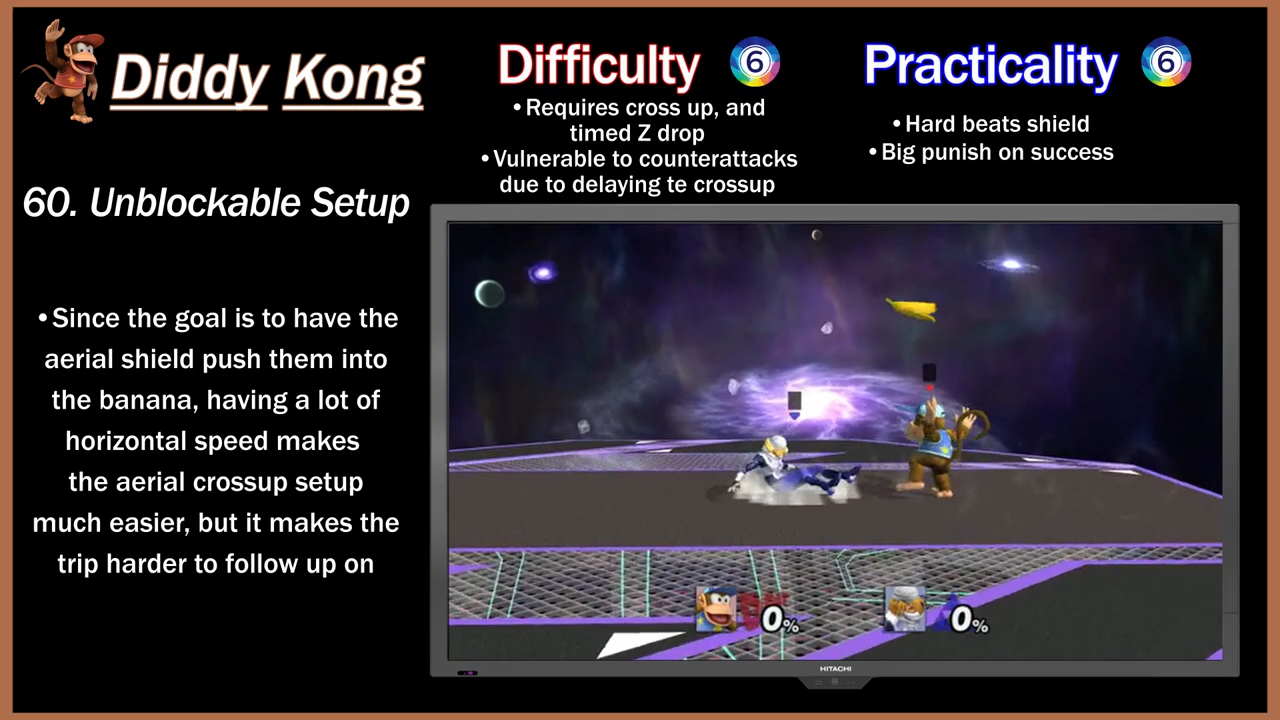 Diddy Kong
Difficulty 6
•Requires cross up, and
timed Z drop
•Vulnerable to counterattacks
due to delaying te crossup
Practicality 6
•Hard beats shield
•Big punish on success
60. Unblockable Setup
•Since the goal is to have the
aerial shield push them into
the banana, having a lot of
horizontal speed makes
the aerial crossup setup
much easier, but it makes the
trip harder to follow up on
0%
0%
HITACHI